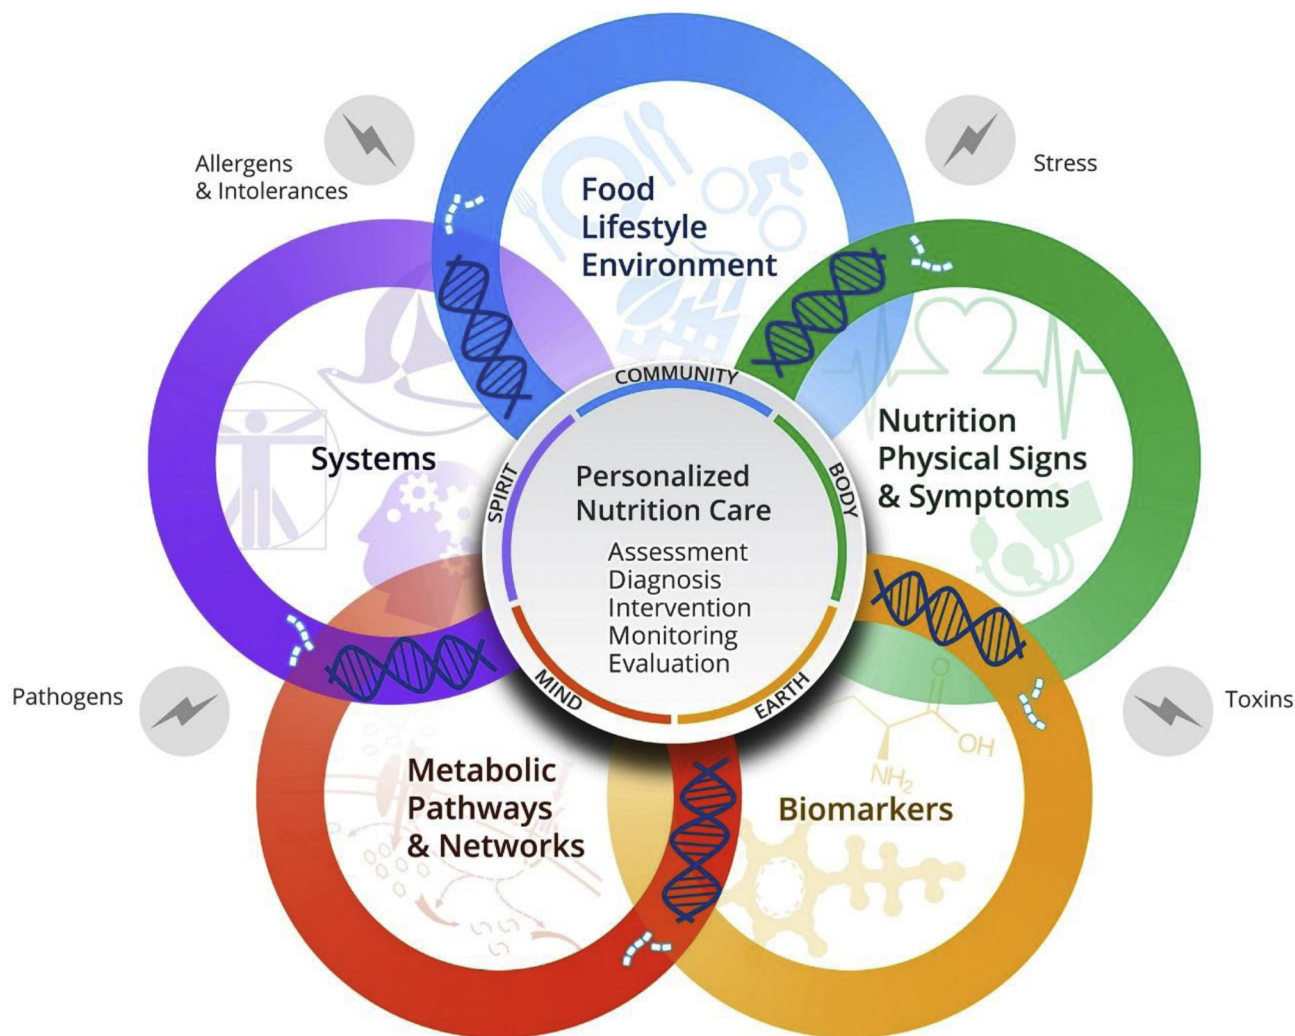 Allergens
& Intolerances
Stress
Food
Lifestyle
Environment
Systems
Nutrition
Physical Signs
& Symptoms
COMMUNITY
SPIRIT
BODY
MIND
EARTH
Personalized
Nutrition Care
Assessment
Diagnosis
Intervention
Monitoring
Evaluation
Pathogens
Toxins
Metabolic
Pathways
& Networks
Biomarkers
O
OH
NH₂